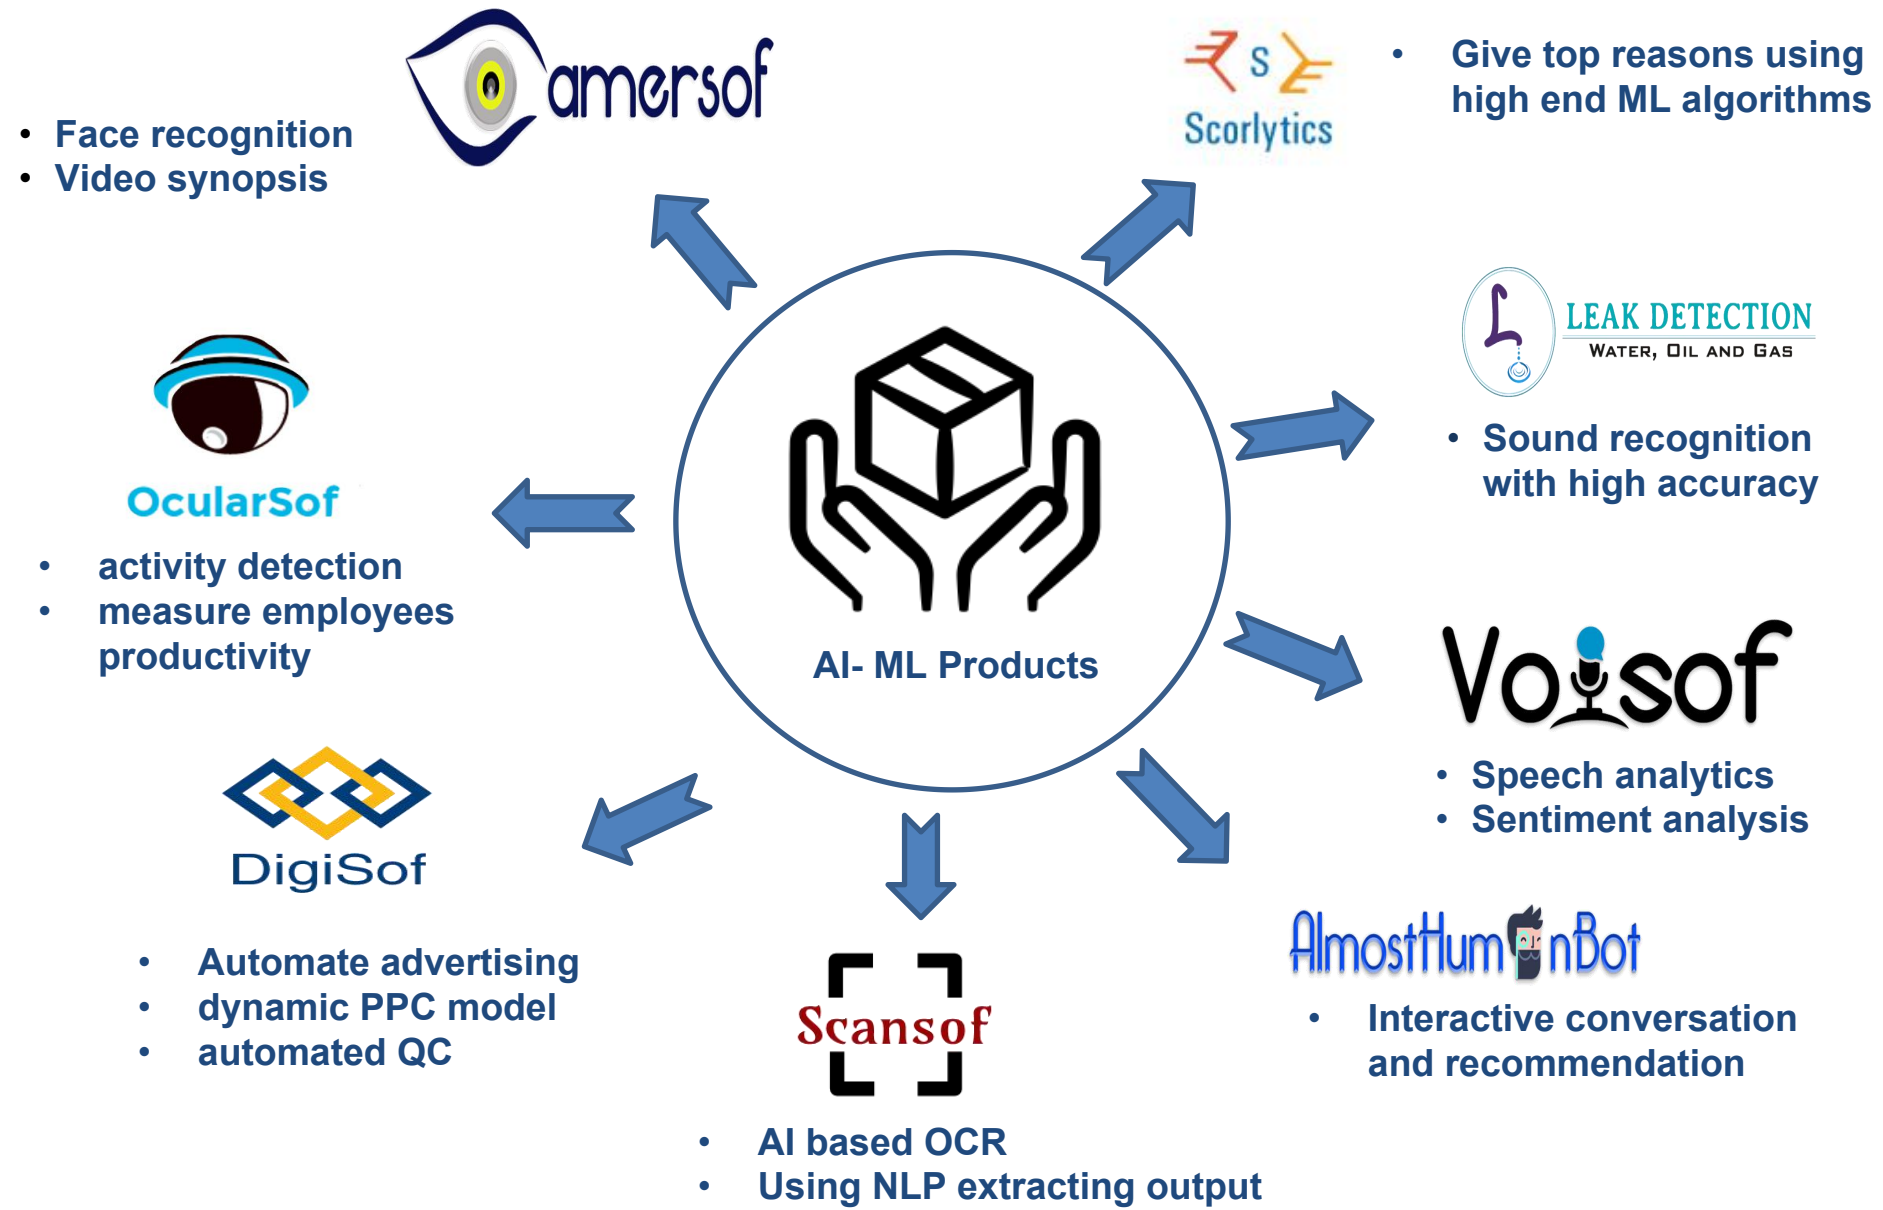 Camersof
• Face recognition
• Video synopsis
S
Scorlytics
• Give top reasons using
high end ML algorithms
L
LEAK DETECTION
WATER, OIL AND GAS
• Sound recognition
with high accuracy
OcularSof
• activity detection
• measure employees
productivity
AI- ML Products
Voisof
• Speech analytics
• Sentiment analysis
DigiSof
• Automate advertising
• dynamic PPC model
• automated QC
Scansof
• AI based OCR
• Using NLP extracting output
AlmostHumanBot
• Interactive conversation
and recommendation